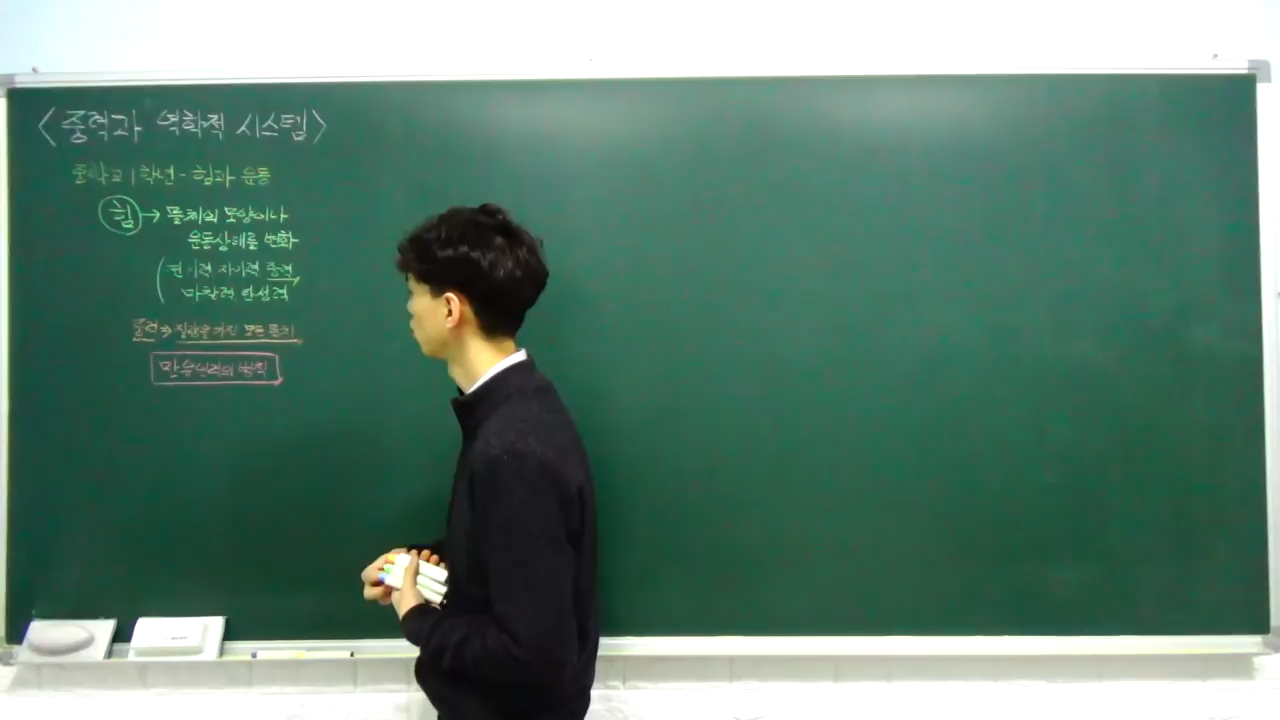 <중력과 역학적 시스템>
중학교 1학년 - 힘과 운동
힘 → 물체의 모양이나
운동상태를 변화
(전기력 자기력 중력
마찰력 탄성력
중력 ⇒ 질량을 가진 모든 물체
만유인력의 법칙